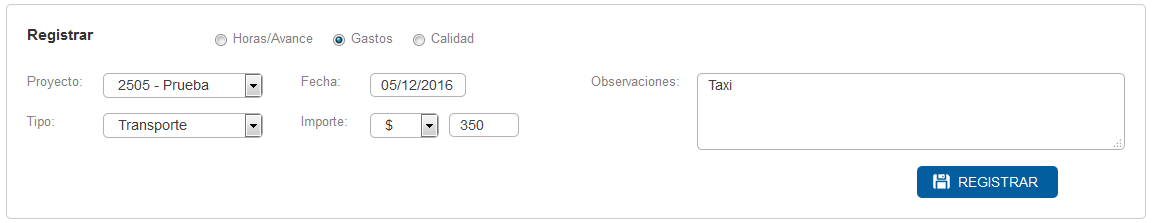 Registrar Horas/Avance Gastos Calidad
Proyecto: 2505 - Prueba Fecha: 05/12/2016 Observaciones: Taxi
Tipo: Transporte Importe: $ 350
REGISTRAR